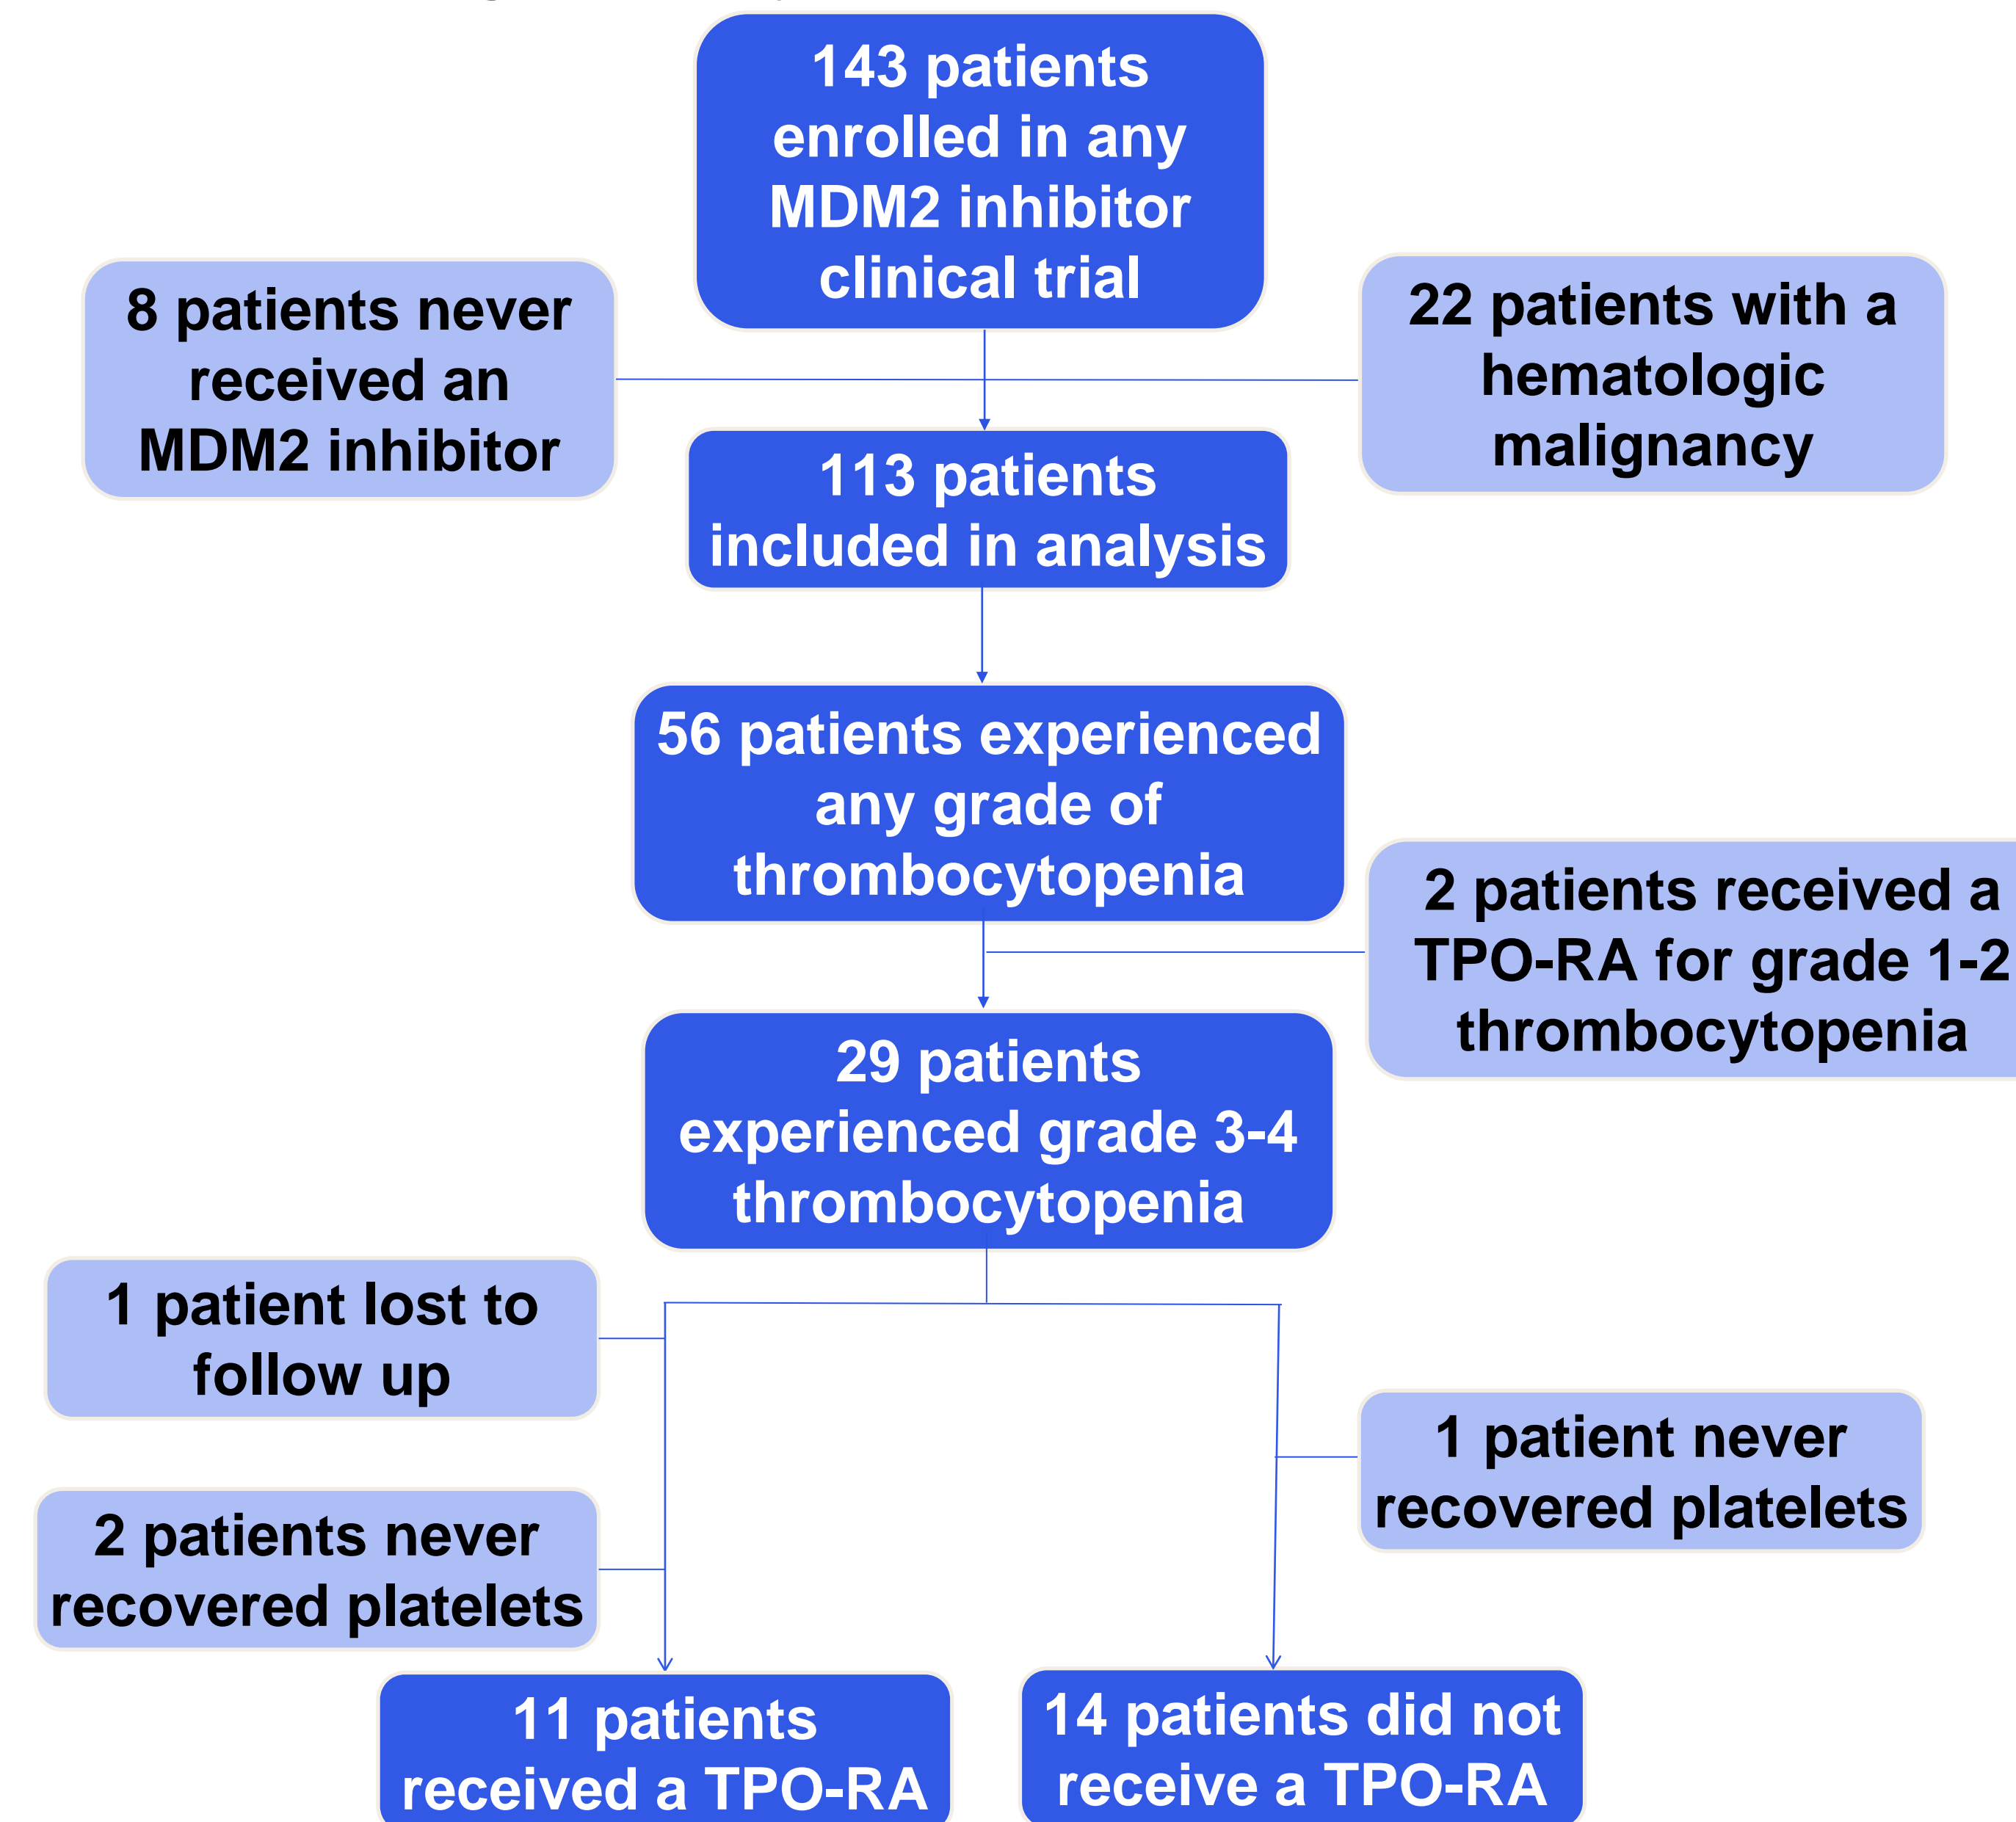 143 patients
enrolled in any
MDM2 inhibitor
clinical trial
8 patients never
received an
MDM2 inhibitor
22 patients with a
hematologic
malignancy
113 patients
included in analysis
56 patients experienced
any grade of
thrombocytopenia
2 patients received a
TPO-RA for grade 1-2
thrombocytopenia
29 patients
experienced grade 3-4
thrombocytopenia
1 patient lost to
follow up
1 patient never
recovered platelets
2 patients never
recovered platelets
11 patients
received a TPO-RA
14 patients did not
receive a TPO-RA